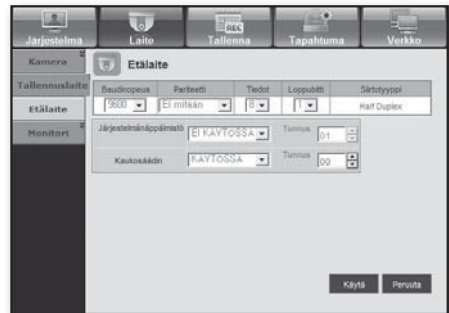 Järjestelmä Laite Tallenna Tapahtuma Verkko
REC
Kamera
Etälaite
Tallennuslaite
Baudinopeus Pariteetti Tiedot Loppubitti Siirtotyyppi
Etälaite
9600 Ei mitään 8 1 Half Duplex
Monitori
Järjestelmänäppäimistö EI KÄYTÖSSÄ Tunnus 01
Kaukosäädin KÄYTÖSSÄ Tunnus 00
Käytä Peruuta